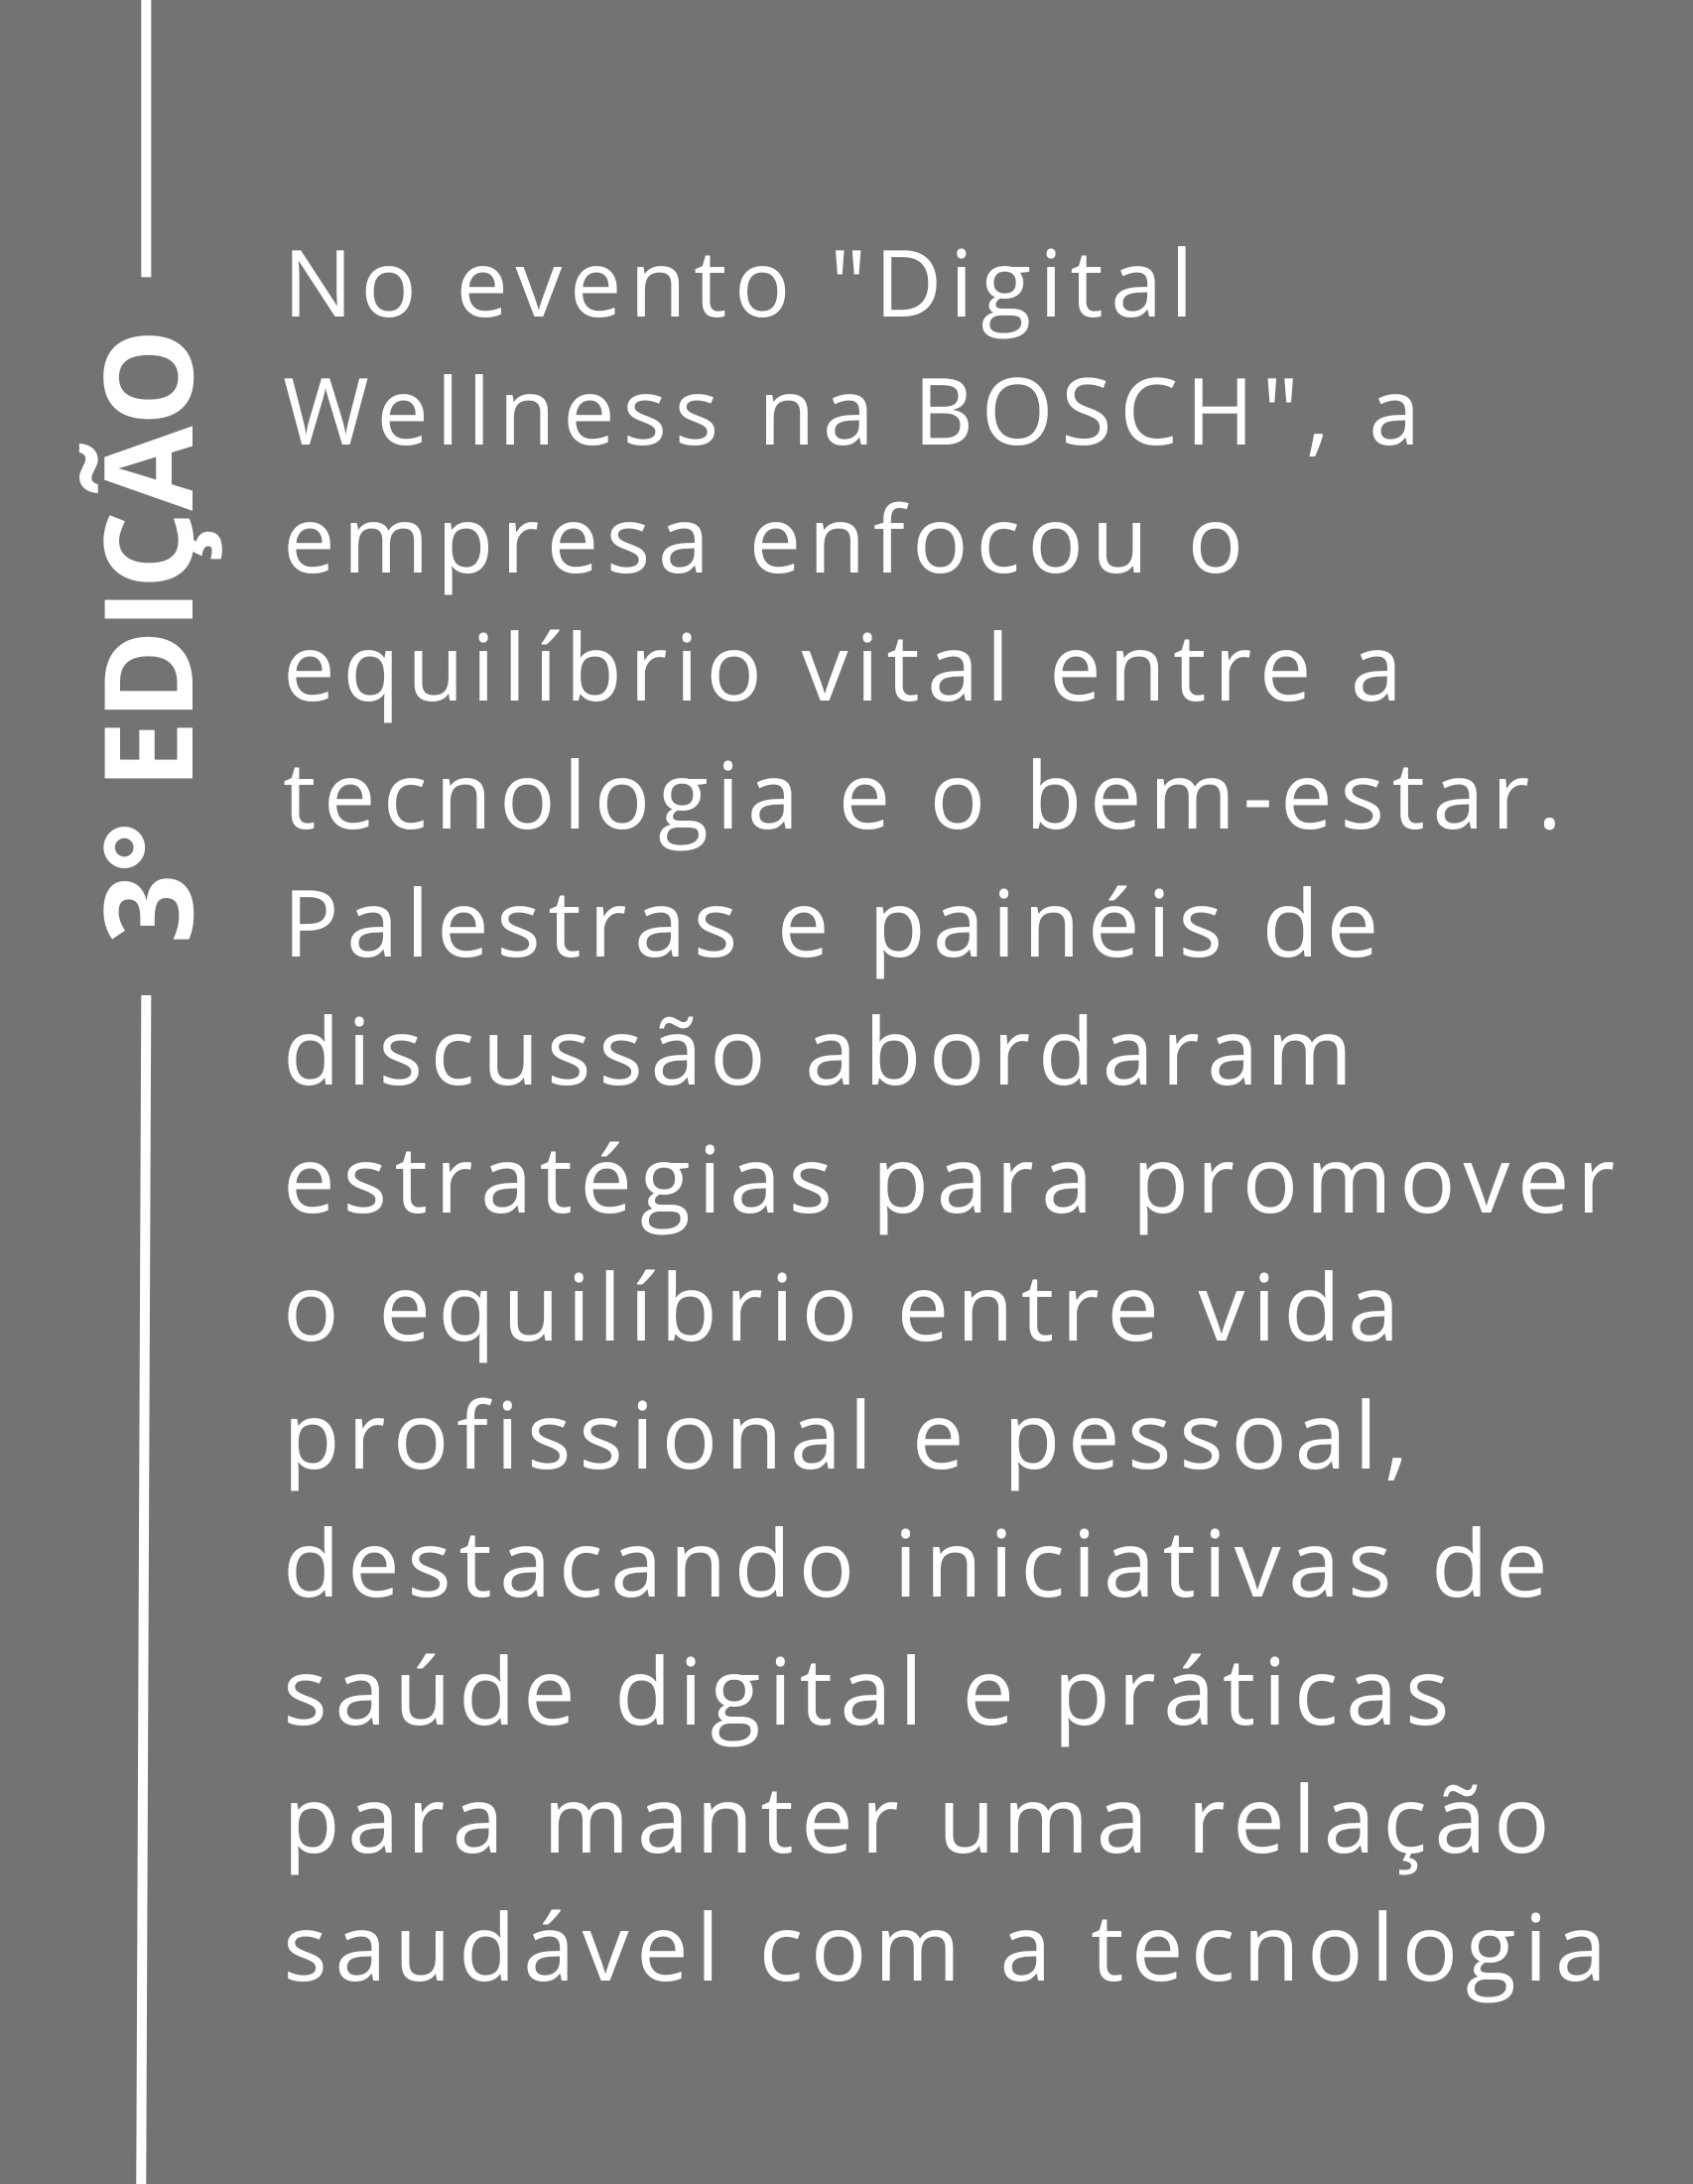 3° EDIÇÃO
No evento "Digital
Wellness na BOSCH", a
empresa enfocou o
equilíbrio vital entre a
tecnologia e o bem-estar.
Palestras e painéis de
discussão abordaram
estratégias para promover
o equilíbrio entre vida
profissional e pessoal,
destacando iniciativas de
saúde digital e práticas
para manter uma relação
saudável com a tecnologia